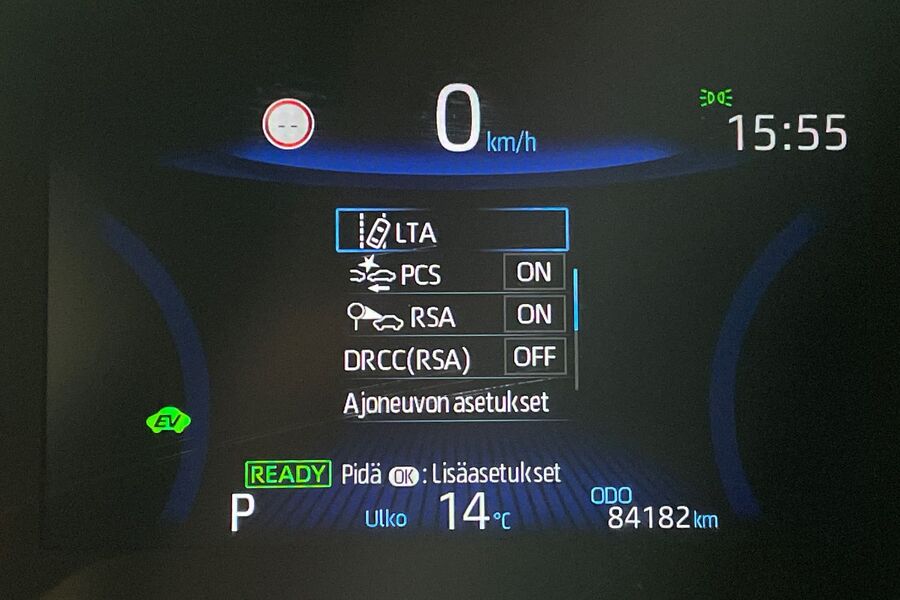 --
0 km/h
15:55
LTA
PCS ON
RSA ON
DRCC(RSA) OFF
Ajoneuvon asetukset
EV
READY Pidä OK : Lisäasetukset
P Ulko 14 °C ODO 84182 km